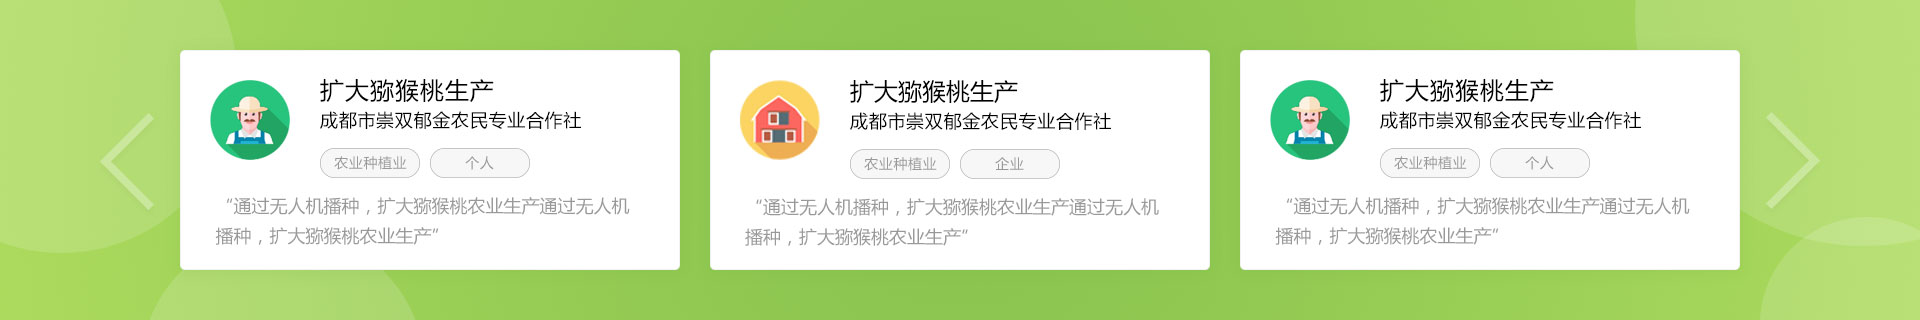 扩大猕猴桃生产
成都市崇双郁金农民专业合作社
农业种植业
个人
“通过无人机播种，扩大猕猴桃农业生产通过无人机
播种，扩大猕猴桃农业生产”
扩大猕猴桃生产
成都市崇双郁金农民专业合作社
农业种植业
企业
“通过无人机播种，扩大猕猴桃农业生产通过无人机
播种，扩大猕猴桃农业生产”
扩大猕猴桃生产
成都市崇双郁金农民专业合作社
农业种植业
个人
“通过无人机播种，扩大猕猴桃农业生产通过无人机
播种，扩大猕猴桃农业生产”